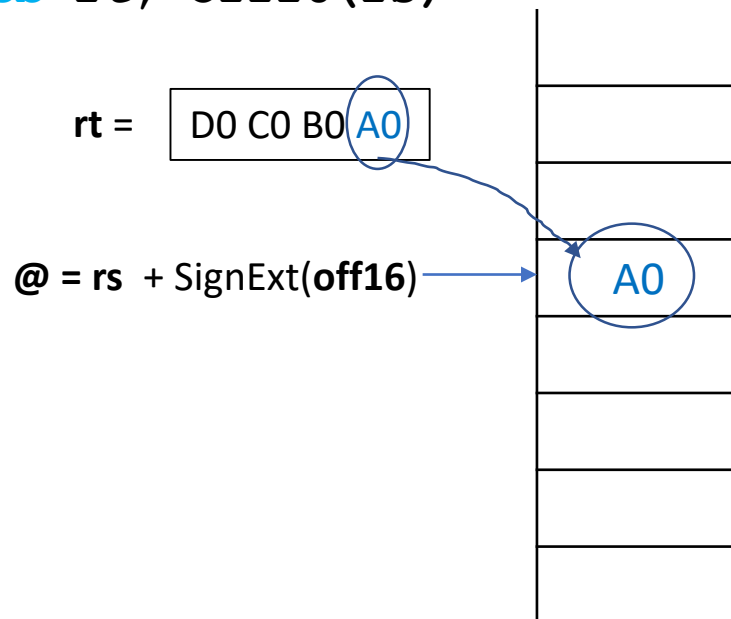 rt = D0 C0 B0 A0
@ = rs + SignExt(off16) A0